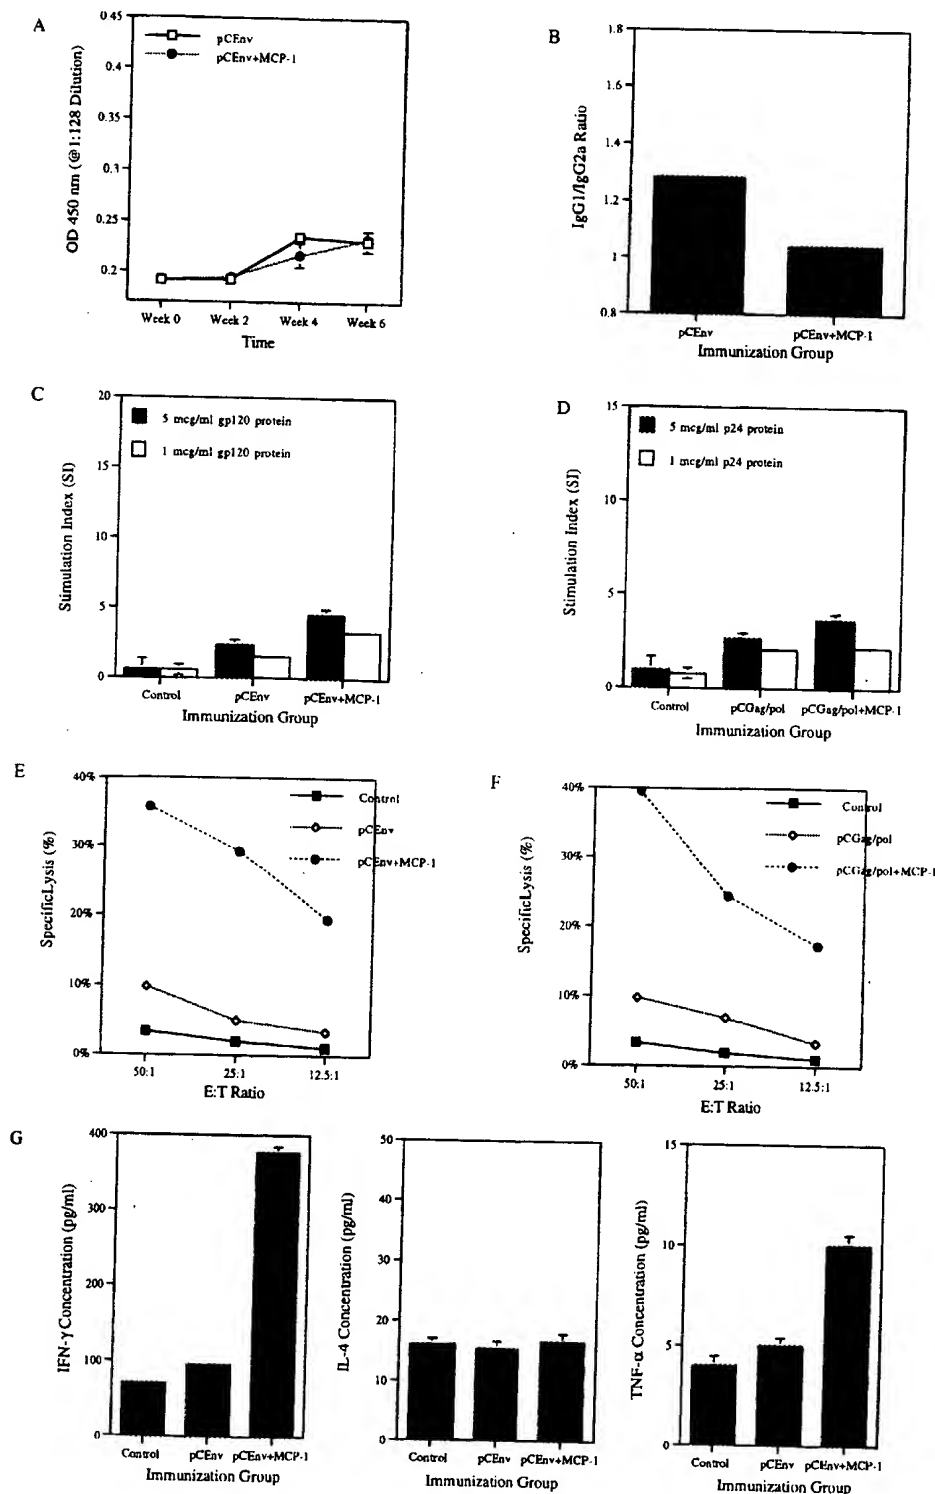 A
0.45
0.4
0.35
0.3
0.25
0.2
OD 450 nm (@1:128 Dilution)
pCEnv
pCEnv+MCP-1
Week 0 Week 2 Week 4 Week 6
Time
B
1.8
1.6
1.4
1.2
1
0.8
IgG1/IgG2a Ratio
pCEnv pCEnv+MCP-1
Immunization Group
C
20
15
10
5
0
Stimulation Index (SI)
5 mcg/ml gp120 protein
1 mcg/ml gp120 protein
Control pCEnv pCEnv+MCP-1
Immunization Group
D
15
10
5
0
Stimulation Index (SI)
5 mcg/ml p24 protein
1 mcg/ml p24 protein
Control pCGag/pol pCGag/pol+MCP-1
Immunization Group
E
40%
30%
20%
10%
0%
SpecificLysis (%)
Control
pCEnv
pCEnv+MCP-1
50:1 25:1 12.5:1
E:T Ratio
F
40%
30%
20%
10%
0%
SpecificLysis (%)
Control
pCGag/pol
pCGag/pol+MCP-1
50:1 25:1 12.5:1
E:T Ratio
G
400
300
200
100
0
IFN-γ Concentration (pg/ml)
Control pCEnv pCEnv+MCP-1
Immunization Group
50
40
30
20
10
0
IL-4 Concentration (pg/ml)
Control pCEnv pCEnv+MCP-1
Immunization Group
15
10
5
0
TNF-α Concentration (pg/ml)
Control pCEnv pCEnv+MCP-1
Immunization Group